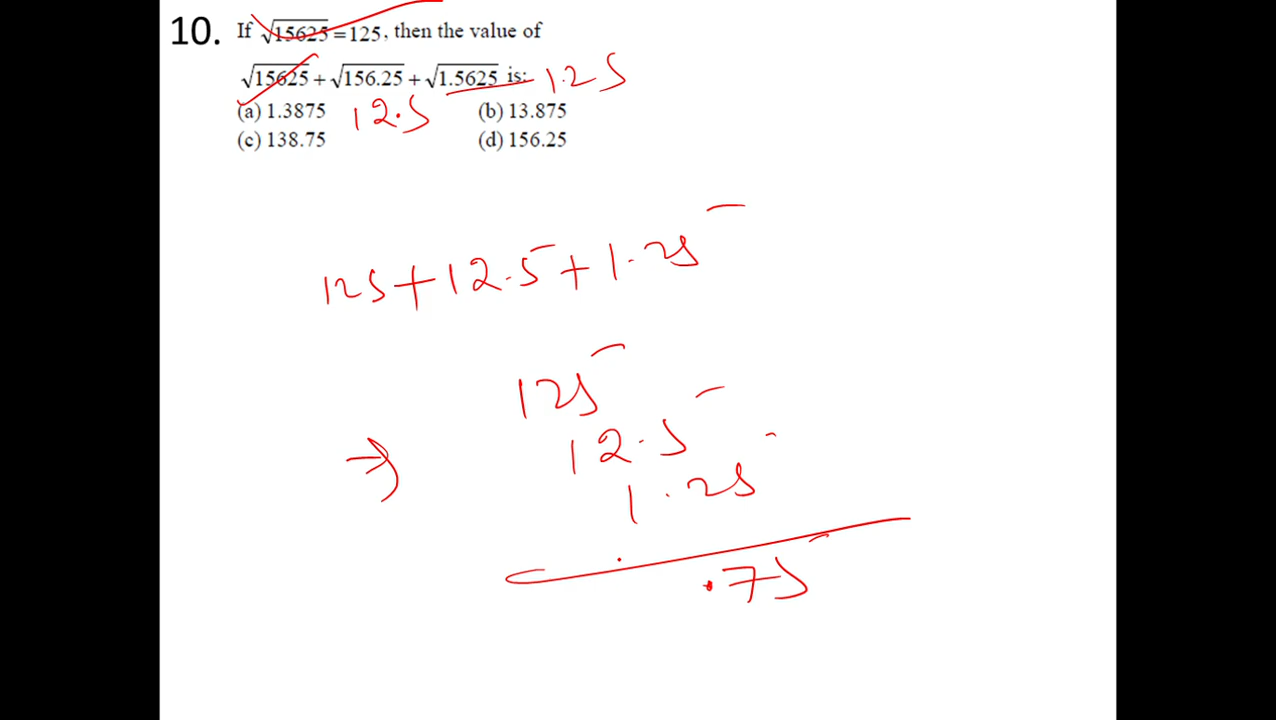 10. If √15625 = 125, then the value of
√15625 + √156.25 + √1.5625 is: 1.25
(a) 1.3875 12.5 (b) 13.875
(c) 138.75 (d) 156.25
125 + 12.5 + 1.25
125
⇒ 12.5
1.25
.75